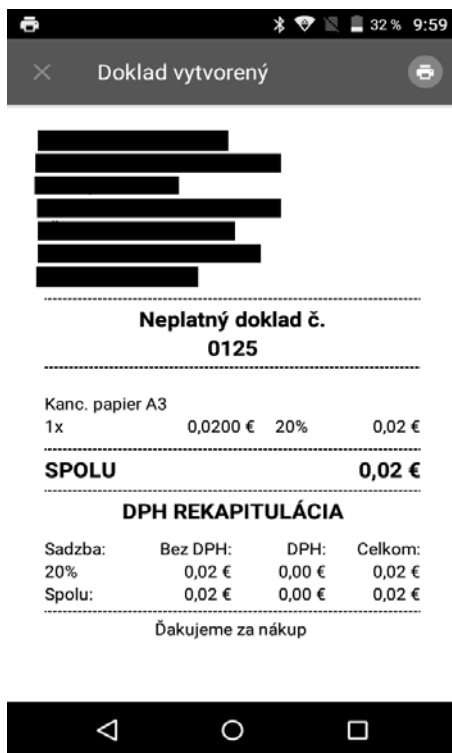 32 % 9:59
Doklad vytvorený
Neplatný doklad č.
0125
Kanc. papier A3
1x 0,0200 € 20% 0,02 €
SPOLU 0,02 €
DPH REKAPITULÁCIA
Sadzba: Bez DPH: DPH: Celkom:
20% 0,02 € 0,00 € 0,02 €
Spolu: 0,02 € 0,00 € 0,02 €
Ďakujeme za nákup